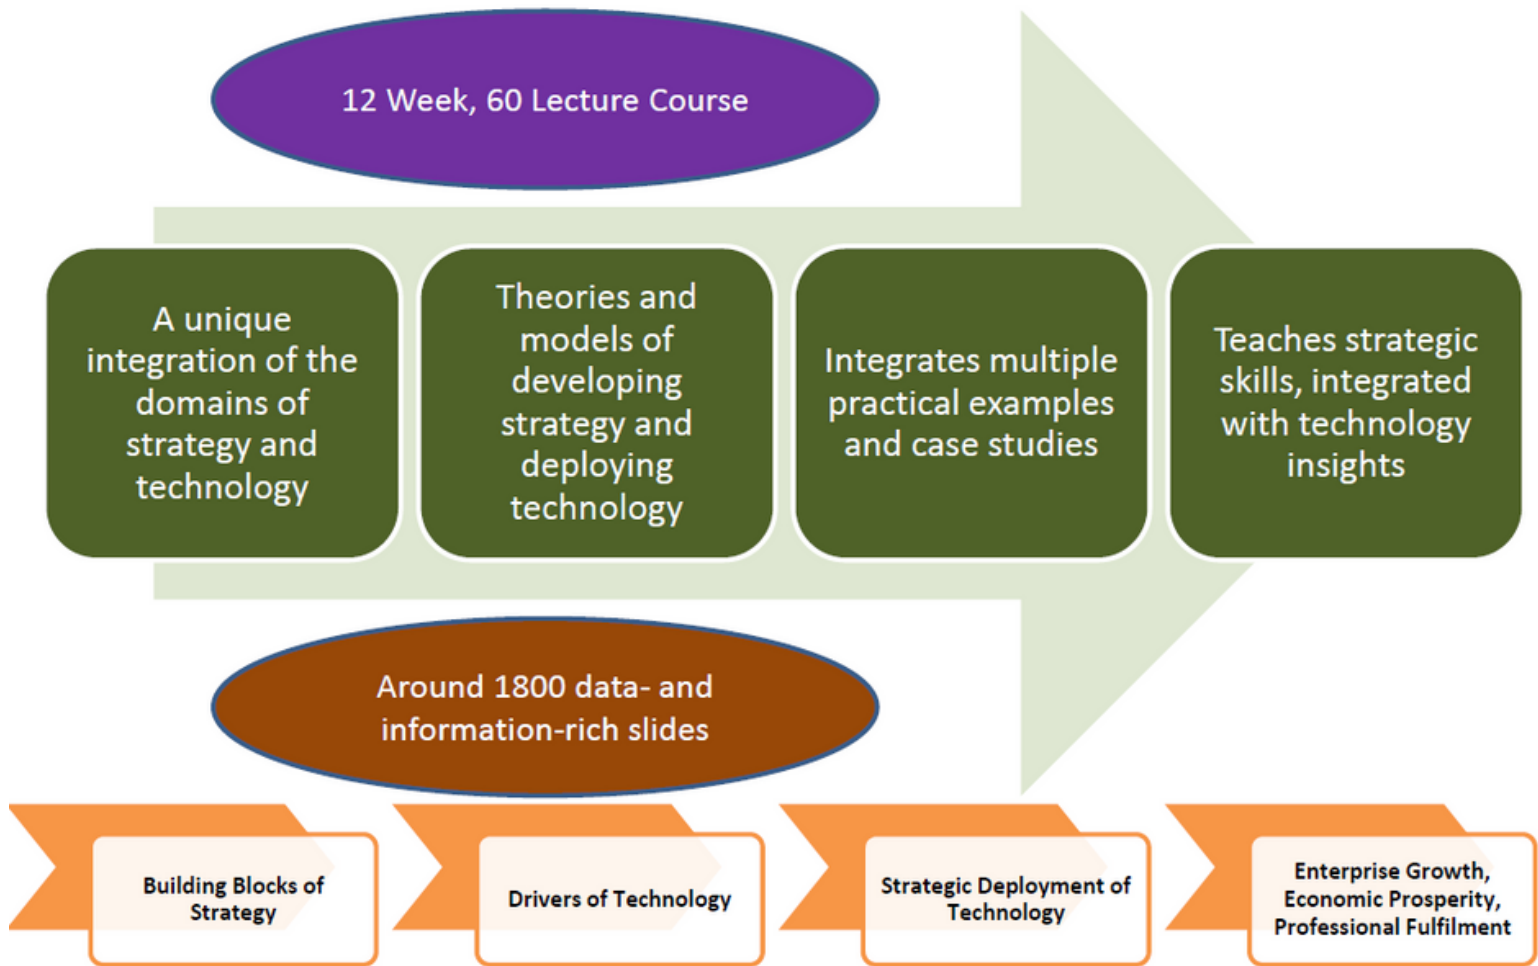 12 Week, 60 Lecture Course
A unique
integration of the
domains of
strategy and
technology
Theories and
models of
developing
strategy and
deploying
technology
Integrates multiple
practical examples
and case studies
Teaches strategic
skills, integrated
with technology
insights
Around 1800 data- and
information-rich slides
Building Blocks of
Strategy
Drivers of Technology
Strategic Deployment of
Technology
Enterprise Growth,
Economic Prosperity,
Professional Fulfilment